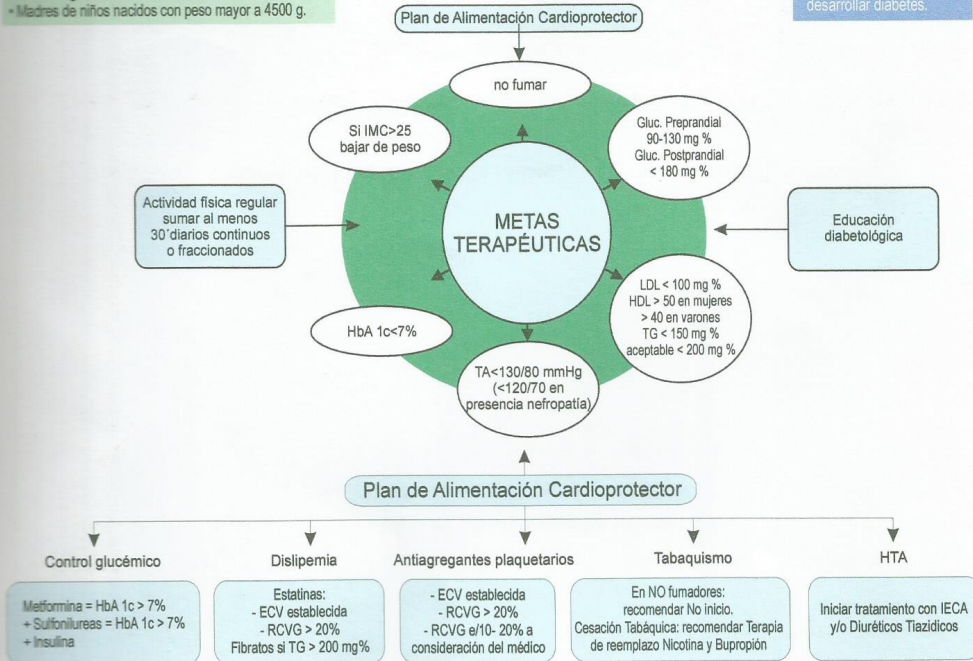 • Madres de niños nacidos con peso mayor a 4500 g.
desarrollar diabetes.
Plan de Alimentación Cardioprotector
no fumar
Si IMC>25
bajar de peso
Gluc. Preprandial
90-130 mg %
Gluc. Postprandial
< 180 mg %
Actividad física regular
sumar al menos
30´diarios continuos
o fraccionados
METAS
TERAPÉUTICAS
Educación
diabetológica
HbA 1c<7%
LDL < 100 mg %
HDL > 50 en mujeres
> 40 en varones
TG < 150 mg %
aceptable < 200 mg %
TA<130/80 mmHg
(<120/70 en
presencia nefropatía)
Plan de Alimentación Cardioprotector
Control glucémico
Metformina = HbA 1c > 7%
+ Sulfonilureas = HbA 1c > 7%
+ Insulina
Dislipemia
Estatinas:
- ECV establecida
- RCVG > 20%
Fibratos si TG > 200 mg%
Antiagregantes plaquetarios
- ECV establecida
- RCVG > 20%
- RCVG e/10- 20% a
consideración del médico
Tabaquismo
En NO fumadores:
recomendar No inicio.
Cesación Tabáquica: recomendar Terapia
de reemplazo Nicotina y Bupropión
HTA
Iniciar tratamiento con IECA
y/o Diuréticos Tiazidicos